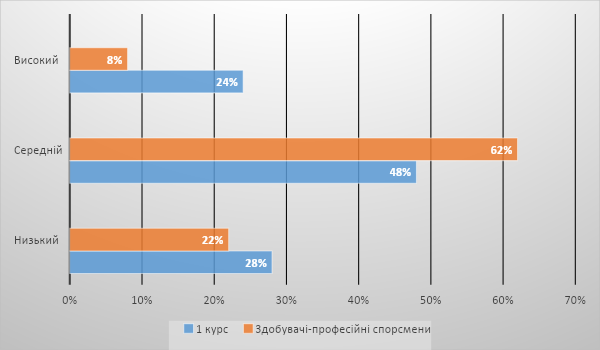 Високий
8%
24%
Середній
62%
48%
Низький
22%
28%
0% 10% 20% 30% 40% 50% 60% 70%
1 курс Здобувачі-професійні спорсмени